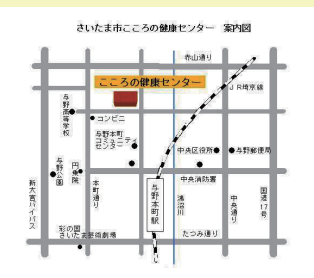 さいたま市こころの健康センター 案内図
赤山通り
こころの健康センター
JR埼京線
与野高等学校
コンビニ
与野本町
コミュニティ
センター
中央区役所
与野郵便局
与野公園
円乗院
中央消防署
新大宮バイパス
本町通り
与野本町駅
鴻沼川
中央通り
国道17号
彩の国
さいたま芸術劇場
たつみ通り